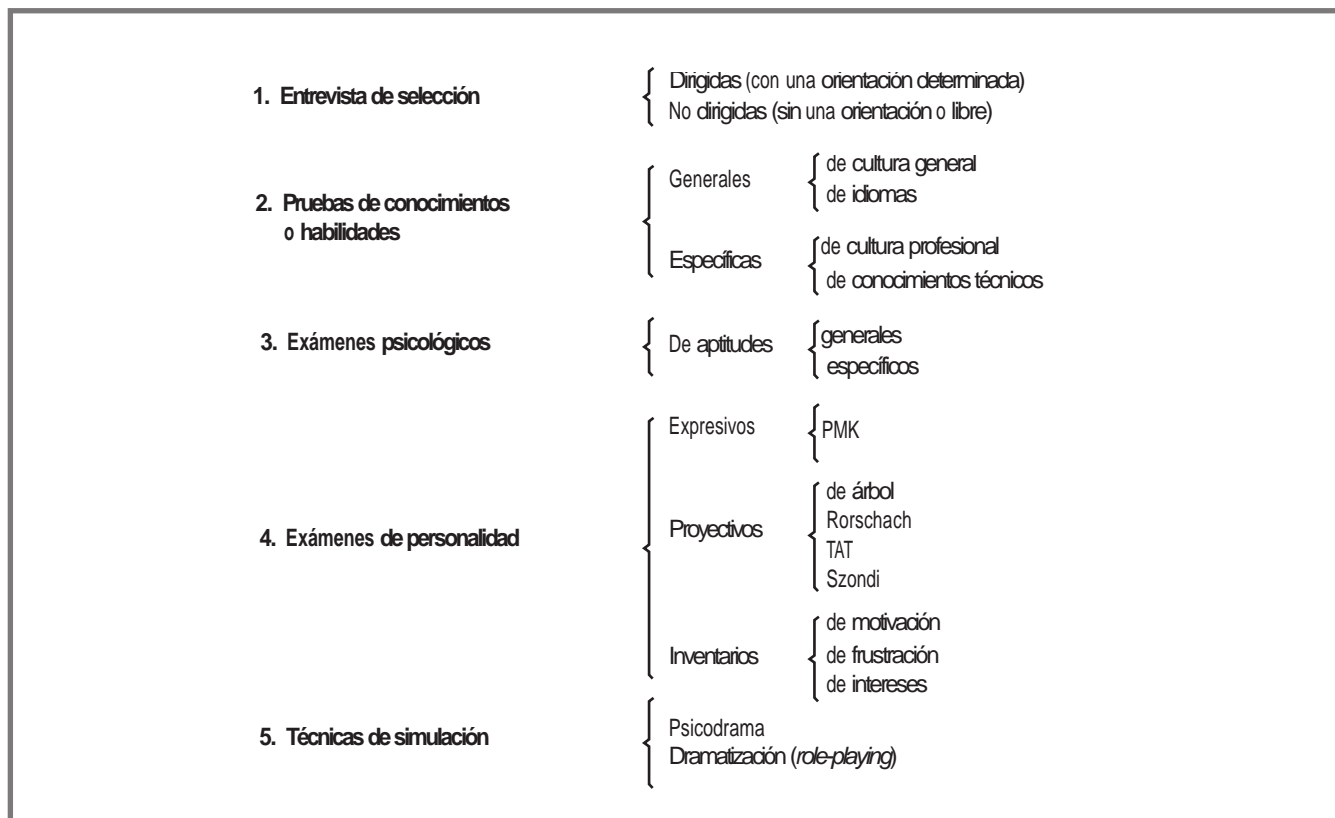 1. Entrevista de selección
Dirigidas (con una orientación determinada)
No dirigidas (sin una orientación o libre)
2. Pruebas de conocimientos
o habilidades
Generales
de cultura general
de idiomas
Específicas
de cultura profesional
de conocimientos técnicos
3. Exámenes psicológicos
De aptitudes
generales
específicos
4. Exámenes de personalidad
Expresivos
PMK
Proyectivos
de árbol
Rorschach
TAT
Szondi
Inventarios
de motivación
de frustración
de intereses
5. Técnicas de simulación
Psicodrama
Dramatización (role-playing)